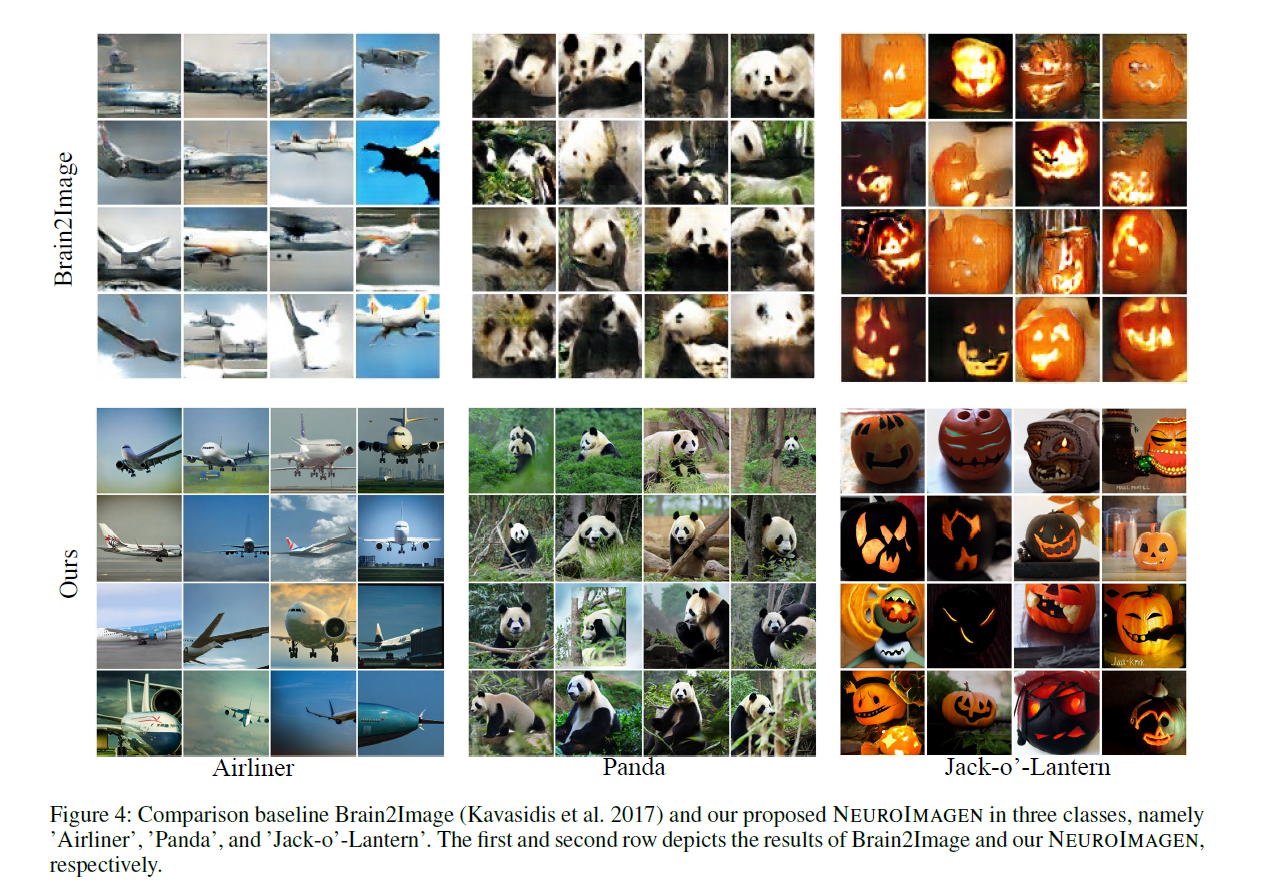 Brain2Image
Ours
Airliner
Panda
Jack-o’-Lantern
Figure 4: Comparison baseline Brain2Image (Kavasidis et al. 2017) and our proposed NEUROIMAGEN in three classes, namely
’Airliner’, ’Panda’, and ’Jack-o’-Lantern’. The first and second row depicts the results of Brain2Image and our NEUROIMAGEN,
respectively.